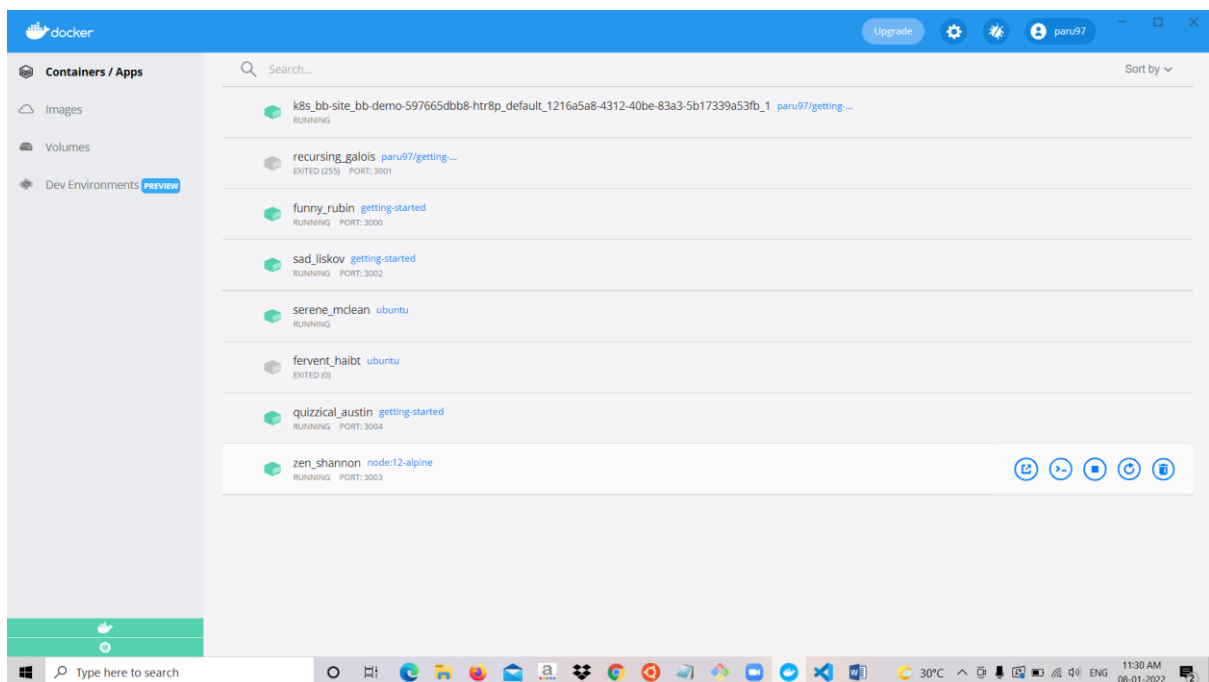 docker
Upgrade
paru97
Containers / Apps
Images
Volumes
Dev Environments PREVIEW
Search...
Sort by
k8s_bb-site_bb-demo-597665dbb8-htr8p_default_1216a5a8-4312-40be-83a3-5b17339a53fb_1 paru97/getting-...
RUNNING
recursing_galois paru97/getting-...
EXITED (255) PORT: 3001
funny_rubin getting-started
RUNNING PORT: 3000
sad_liskov getting-started
RUNNING PORT: 3002
serene_mclean ubuntu
RUNNING
fervent_haibt ubuntu
EXITED (0)
quizzical_austin getting-started
RUNNING PORT: 3004
zen_shannon node:12-alpine
RUNNING PORT: 3003
Type here to search
a
W
30°C
ENG
11:30 AM
08-01-2022
2